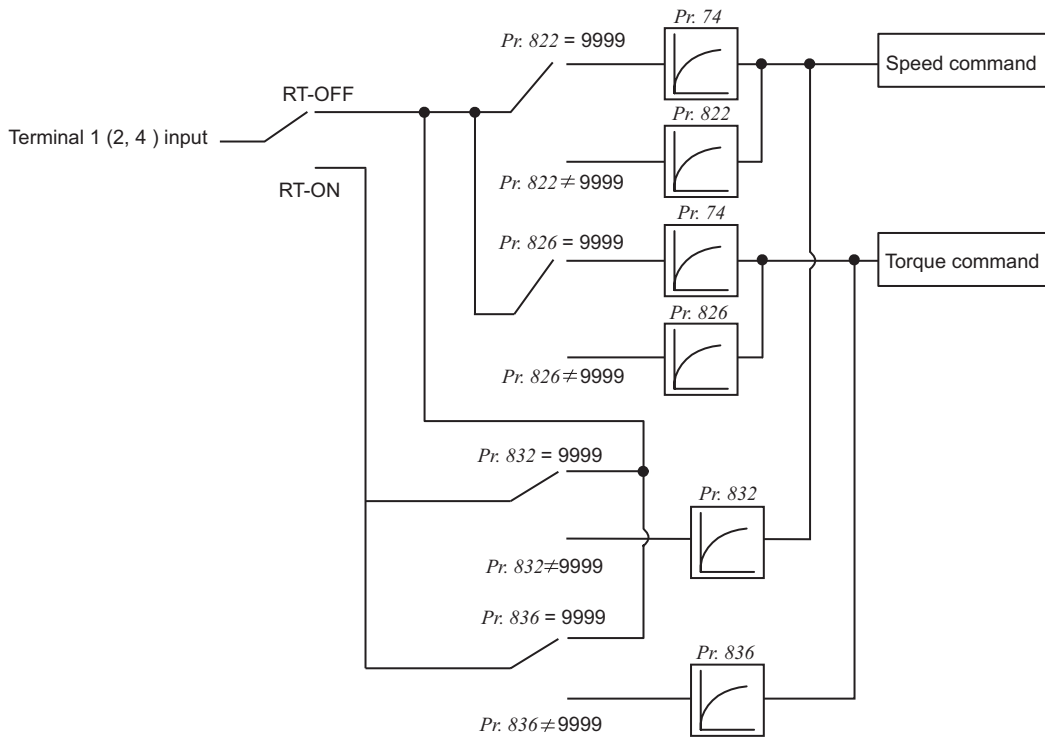 Pr. 74
Pr. 822 = 9999
Speed command
RT-OFF
Terminal 1 (2, 4 ) input
Pr. 822
Pr. 822≠9999
RT-ON
Pr. 74
Pr. 826 = 9999
Torque command
Pr. 826
Pr. 826≠9999
Pr. 832 = 9999
Pr. 832
Pr. 832≠9999
Pr. 836 = 9999
Pr. 836
Pr. 836≠9999